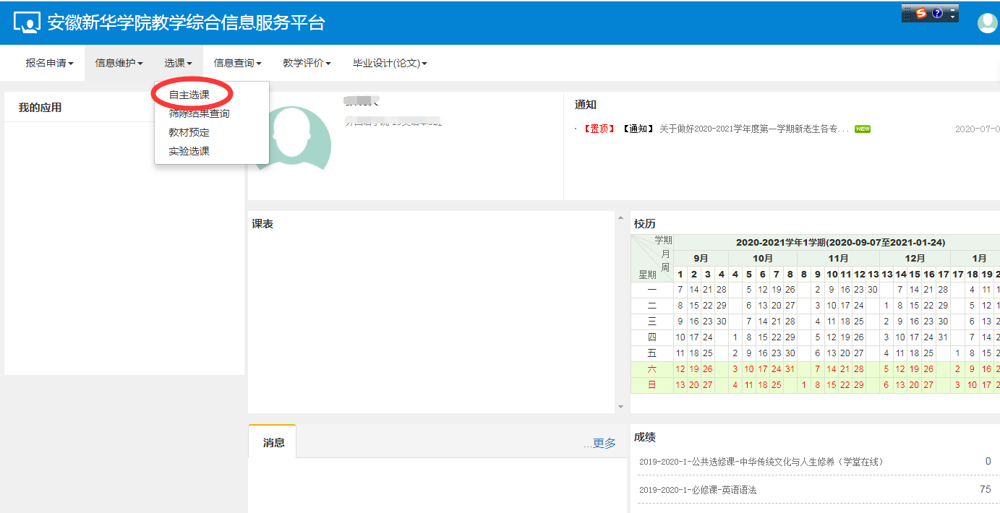 安徽新华学院教学综合信息服务平台
报名申请 信息维护 选课 信息查询 教学评价 毕业设计(论文)
自主选课
筛除结果查询
教材预定
实验选课
我的应用
通知
【置顶】 【通知】 关于做好2020-2021学年度第一学期新老生各专... NEW 2020-07-0
课表
校历
学期 2020-2021学年1学期(2020-09-07至2021-01-24)
月 9月 10月 11月 12月 1月
周
星期 1 2 3 4 4 5 6 7 8 8 9 10 11 12 13 13 14 15 16 17 17 18 19 2
一 7 14 21 28 5 12 19 26 2 9 16 23 30 7 14 21 28 4 11 1
二 8 15 22 29 6 13 20 27 3 10 17 24 1 8 15 22 29 5 12 1
三 9 16 23 30 7 14 21 28 4 11 18 25 2 9 16 23 30 6 13 2
四 10 17 24 1 8 15 22 29 5 12 19 26 3 10 17 24 31 7 14 2
五 11 18 25 2 9 16 23 30 6 13 20 27 4 11 18 25 1 8 15 2
六 12 19 26 3 10 17 24 31 7 14 21 28 5 12 19 26 2 9 16 2
日 13 20 27 4 11 18 25 1 8 15 22 29 6 13 20 27 3 10 17 2
消息 ...更多
成绩
2019-2020-1-公共选修课-中华传统文化与人生修养（学堂在线） 0
2019-2020-1-必修课-英语语法 75